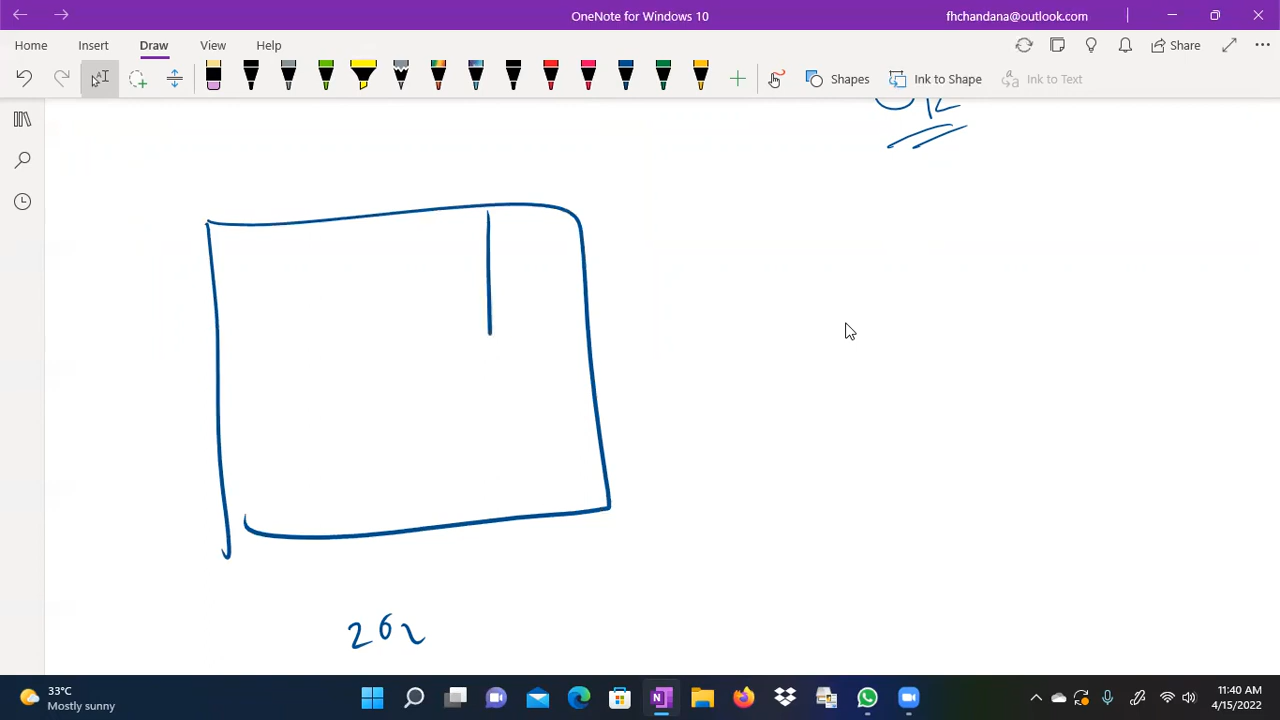 OneNote for Windows 10
fhchandana@outlook.com
Home Insert Draw View Help
Share
Shapes
Ink to Shape
Ink to Text
33°C
Mostly sunny
11:40 AM
4/15/2022